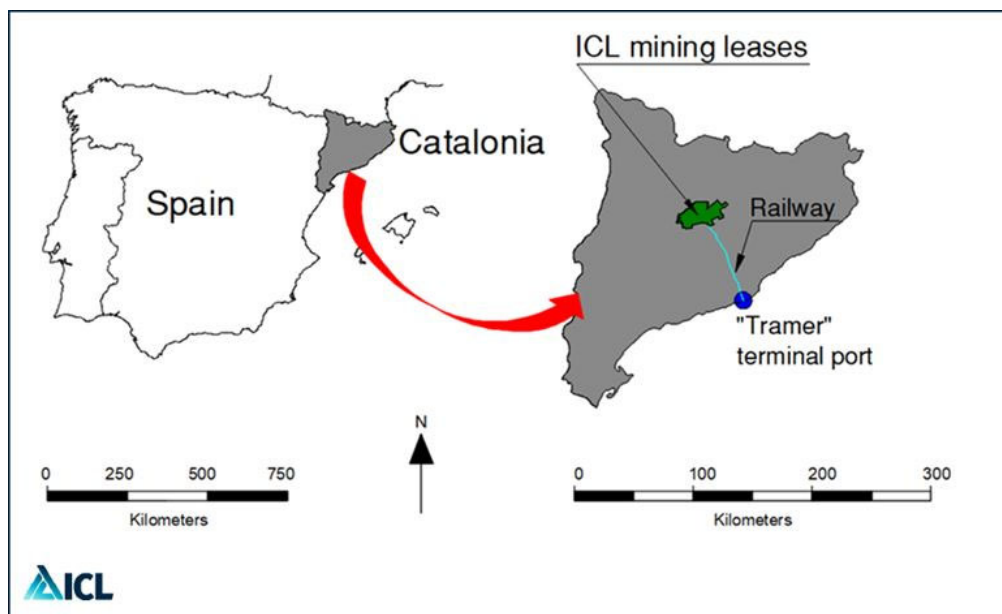 ICL mining leases
Catalonia
Spain
Railway
"Tramer"
terminal port
N
0 250 500 750
Kilometers
0 100 200 300
Kilometers
ICL